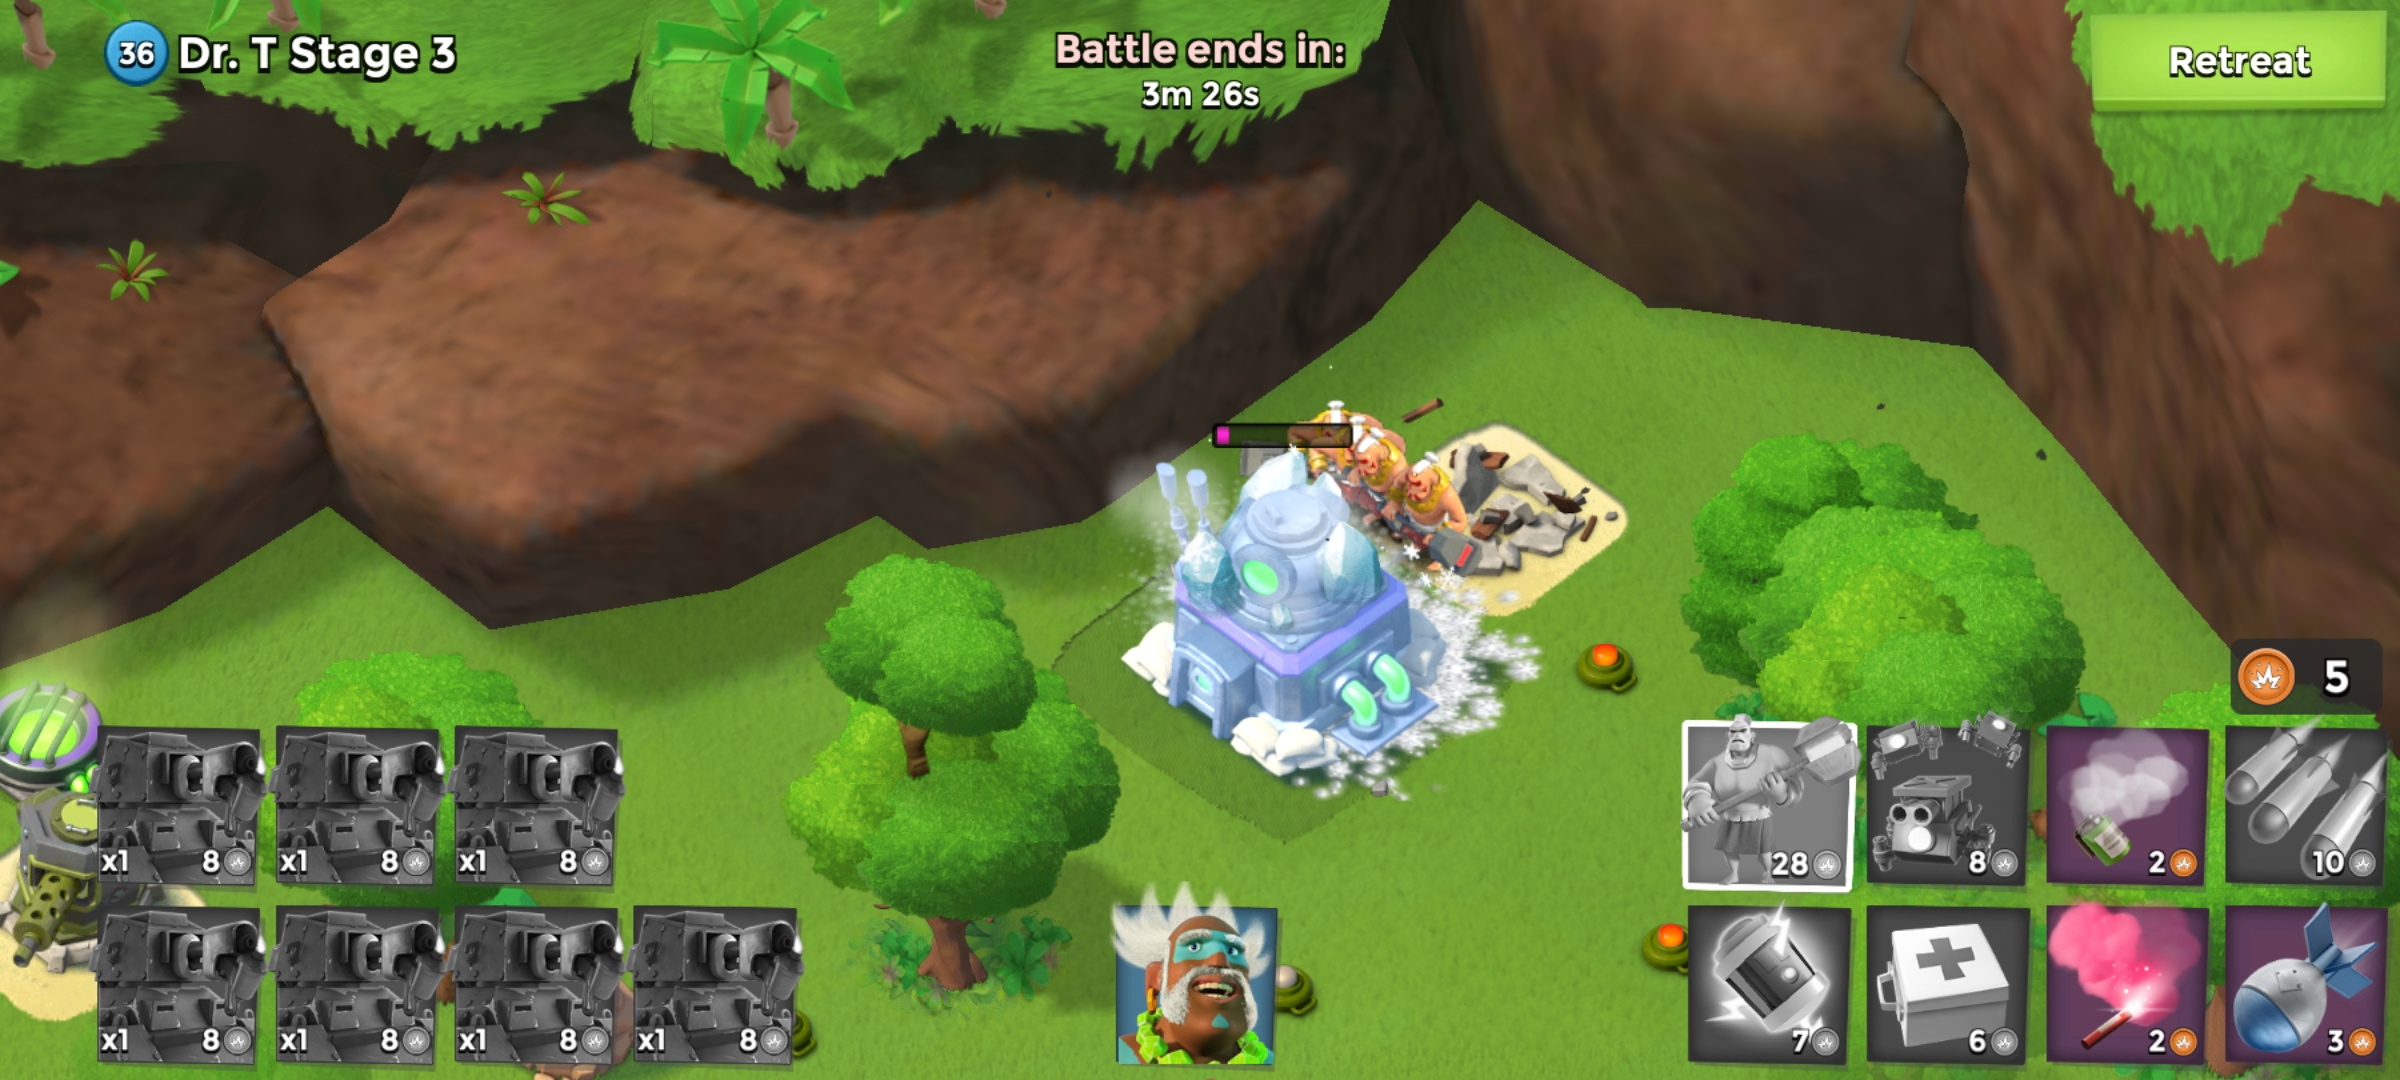 36 Dr. T Stage 3
Battle ends in:
3m 26s
Retreat
5
x1 8
x1 8
x1 8
28
8
2
10
x1 8
x1 8
x1 8
x1 8
7
6
2
3